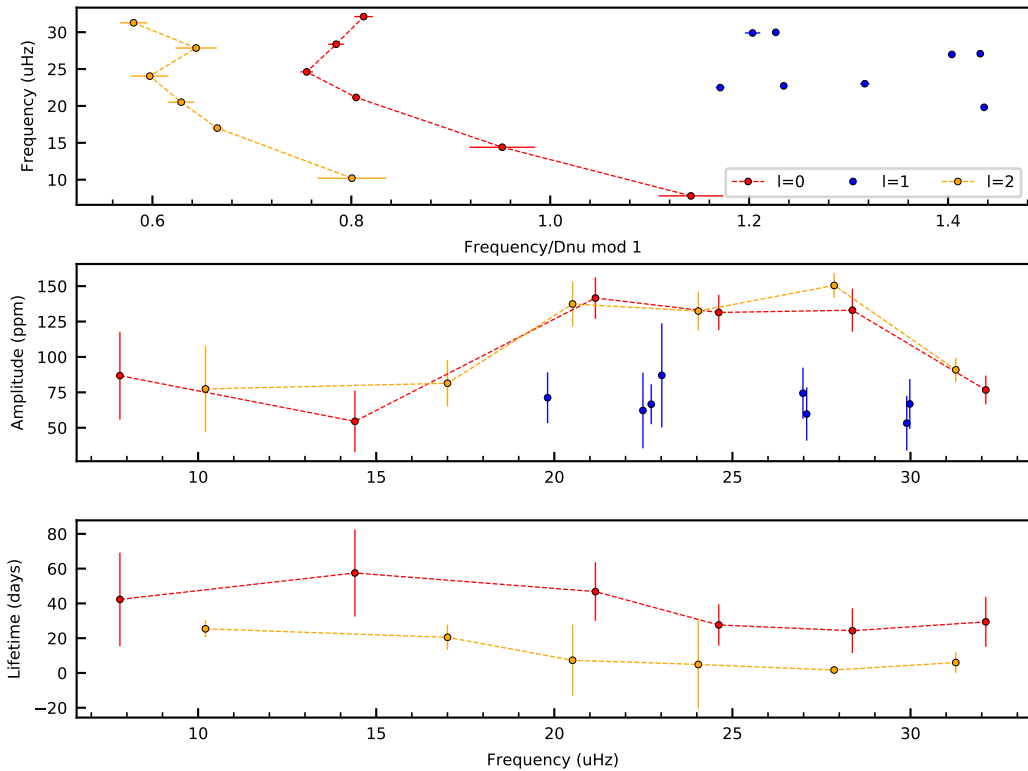 30
25
20
15
10
Frequency (uHz)
l=0 l=1 l=2
0.6 0.8 1.0 1.2 1.4
Frequency/Dnu mod 1
150
125
100
75
50
Amplitude (ppm)
10 15 20 25 30
80
60
40
20
0
−20
Lifetime (days)
10 15 20 25 30
Frequency (uHz)